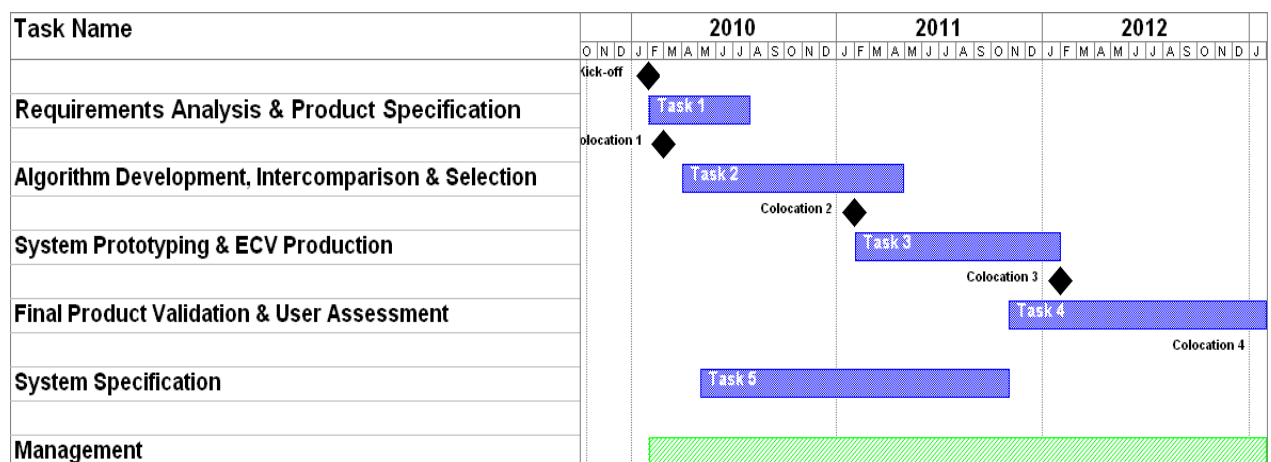 Task Name
2010 2011 2012
O N D J F M A M J J A S O N D J F M A M J J A S O N D J F M A M J J A S O N D J
Kick-off
Requirements Analysis & Product Specification Task 1
olocation 1
Algorithm Development, Intercomparison & Selection Task 2
Colocation 2
System Prototyping & ECV Production Task 3
Colocation 3
Final Product Validation & User Assessment Task 4
Colocation 4
System Specification Task 5
Management